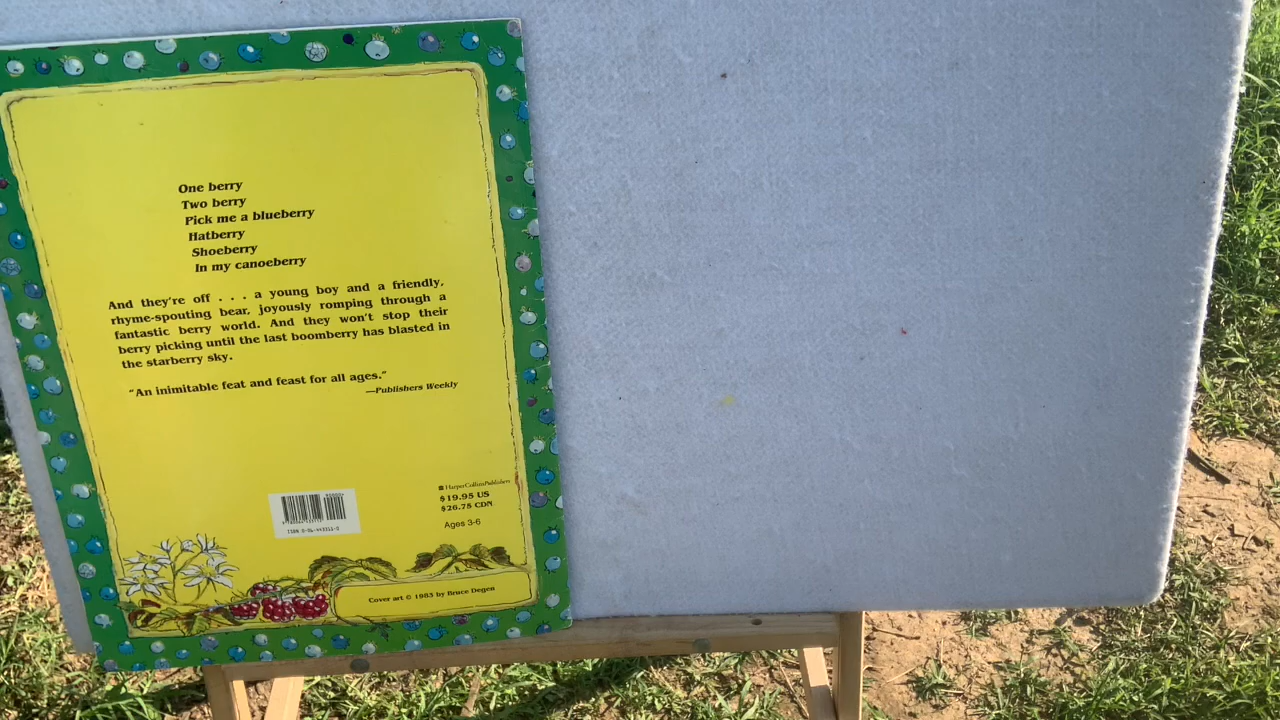 One berry
Two berry
Pick me a blueberry
Hatberry
Shoeberry
In my canoeberry
And they're off . . . a young boy and a friendly,
rhyme-spouting bear, joyously romping through a
fantastic berry world. And they won't stop their
berry picking until the last boomberry has blasted in
the starberry sky.
"An inimitable feat and feast for all ages."
—Publishers Weekly
HarperCollinsPublishers
$19.95 US
$26.75 CDN
Ages 3-6
Cover art © 1983 by Bruce Degen